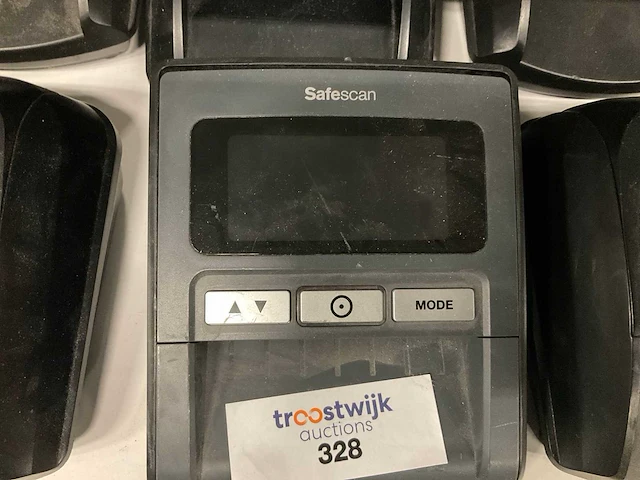 Safescan
MODE
troostwijk
auctions
328